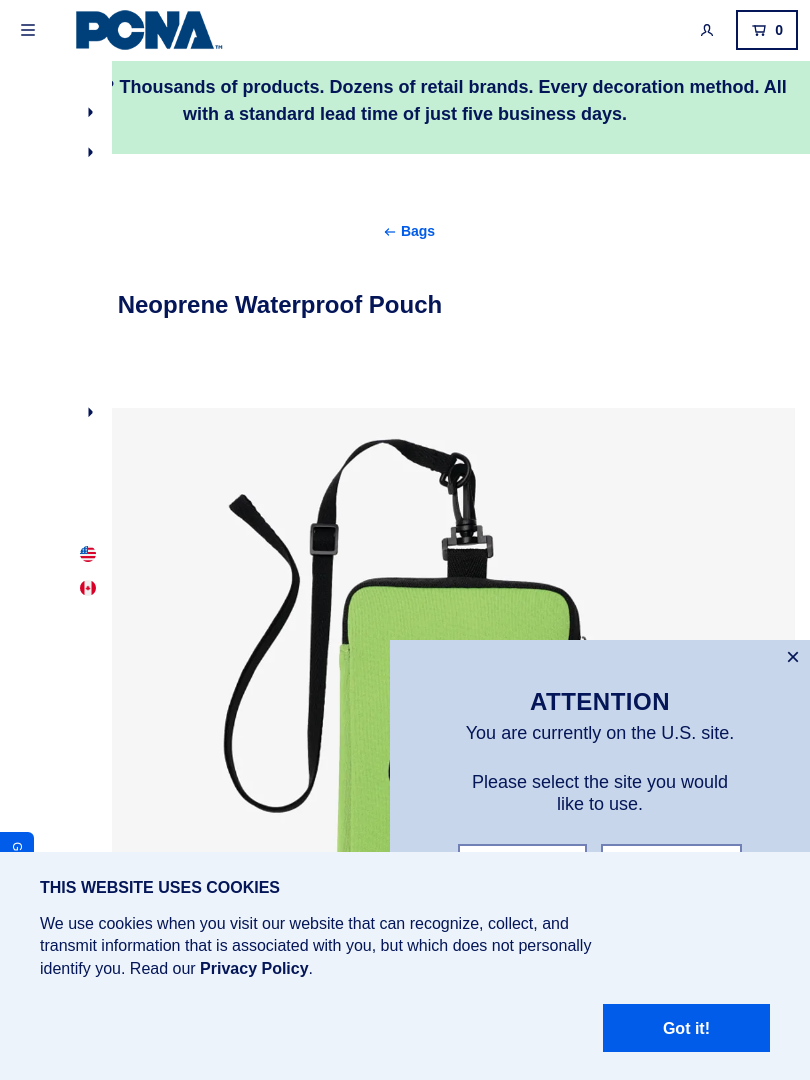 PCNA™
0
? Thousands of products. Dozens of retail brands. Every decoration method. All
with a standard lead time of just five business days.
← Bags
Neoprene Waterproof Pouch
ATTENTION
You are currently on the U.S. site.
Please select the site you would
like to use.
G
THIS WEBSITE USES COOKIES
We use cookies when you visit our website that can recognize, collect, and
transmit information that is associated with you, but which does not personally
identify you. Read our Privacy Policy.
Got it!